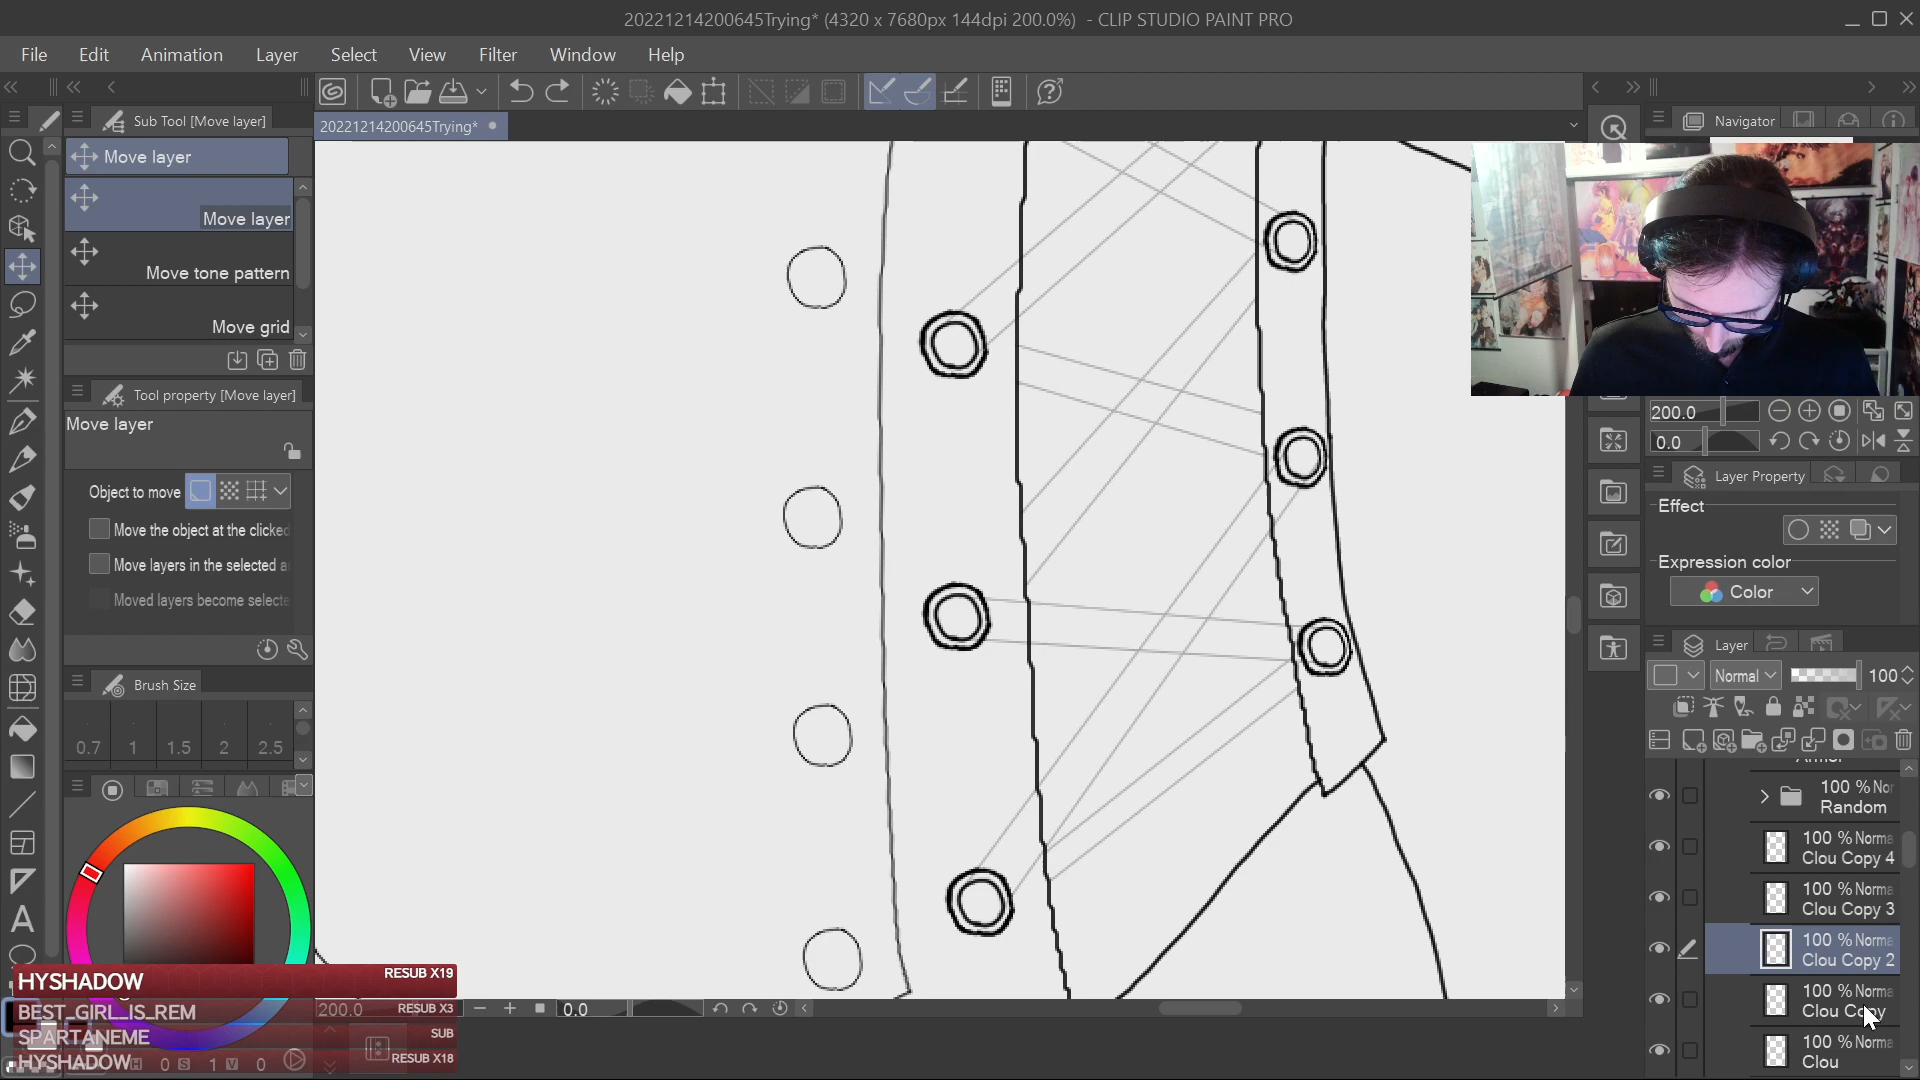 20221214200645Trying* (4320 x 7680px 144dpi 200.0%)  - CLIP STUDIO PAINT PRO
File Edit Animation Layer Select View Filter Window Help
Sub Tool [Move layer]
20221214200645Trying*
Navigator
Move layer
Move layer
Move tone pattern
Move grid
Tool property [Move layer]
Move layer
Object to move
Move the object at the clicked
Move layers in the selected a
Moved layers become selecte
Brush Size
0.7 1 1.5 2 2.5
200.0
0.0
Layer Property
Effect
Expression color
Color
Layer
Normal 100
100 % Nor
Random
100 % Norma
Clou Copy 4
100 % Norma
Clou Copy 3
100 % Norma
Clou Copy 2
100 % Norma
Clou Copy
100 % Norma
Clou
HYSHADOW RESUB X19
BEST_GIRL_IS_REM RESUB X3
SPARTANEME SUB
HYSHADOW RESUB X18
200.0 0.0
H 0 S 1 V 0